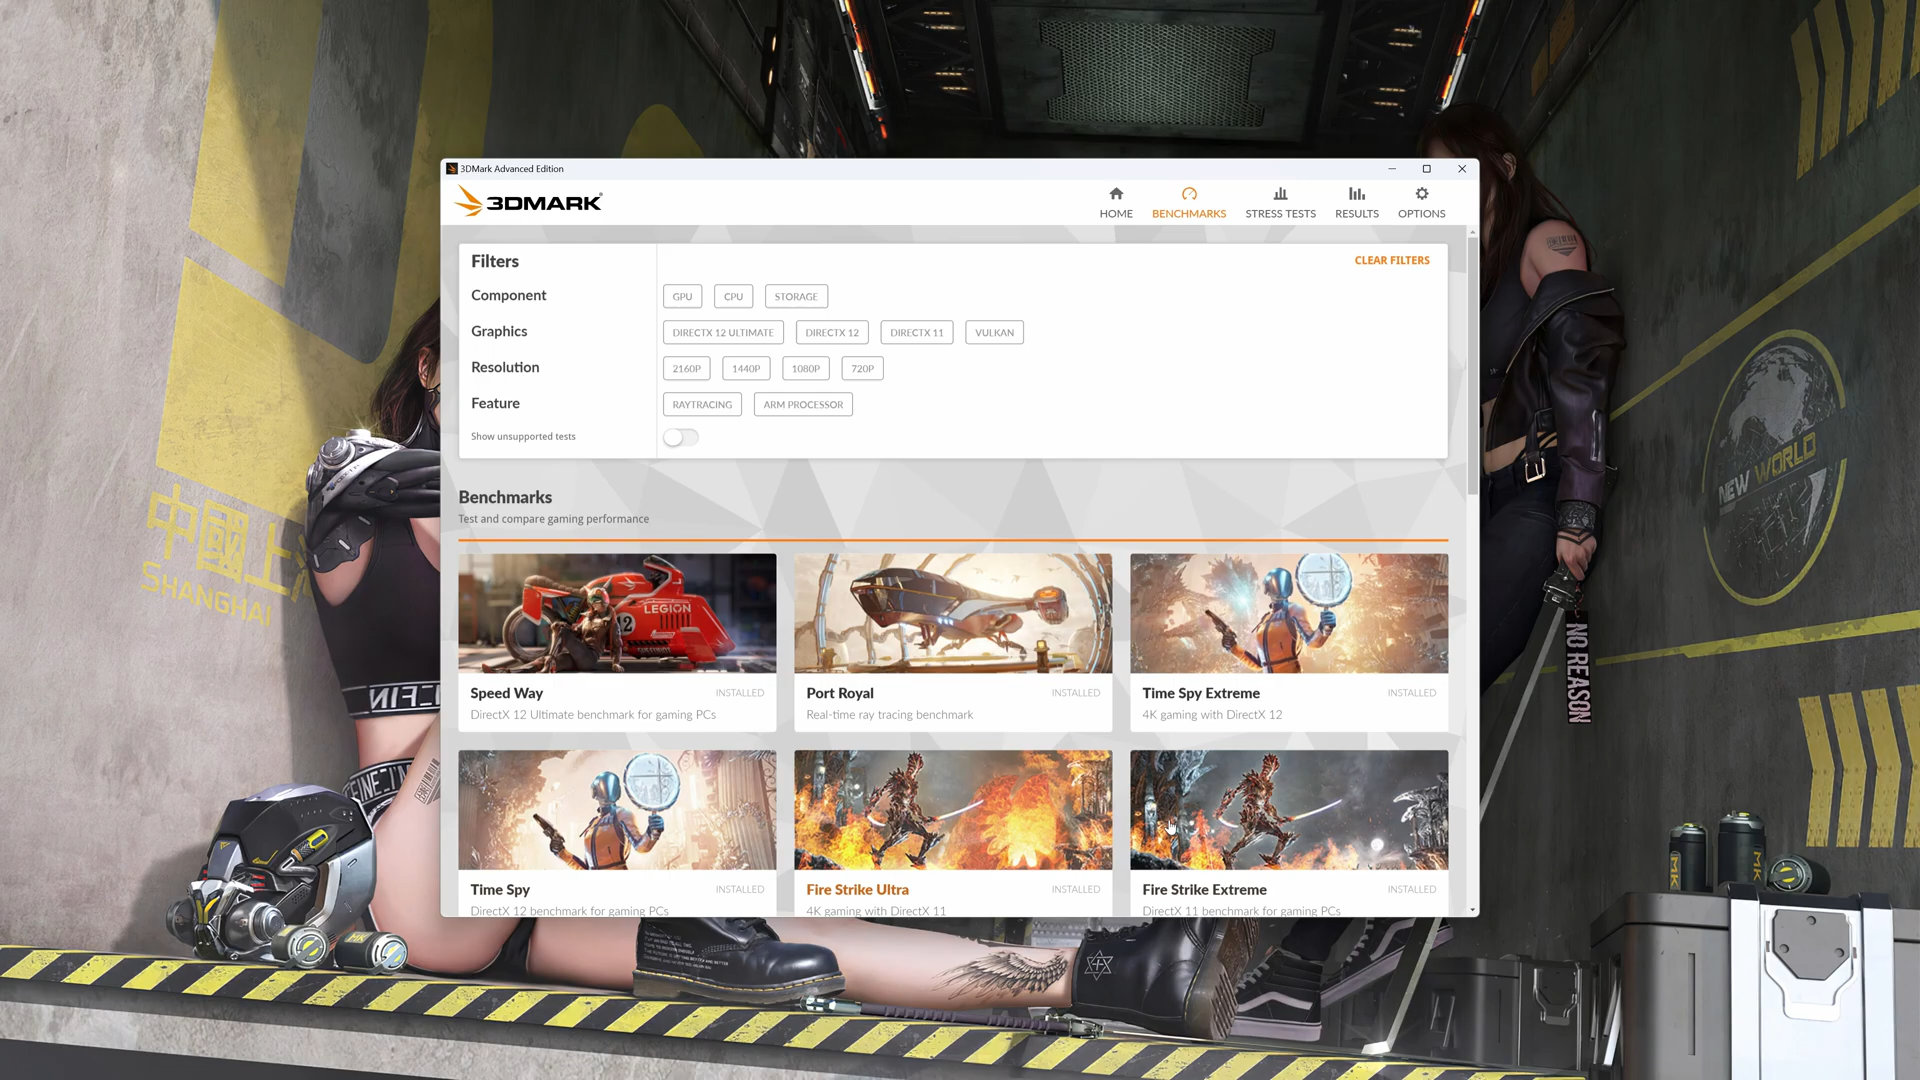 3DMark Advanced Edition
3DMARK
HOME
BENCHMARKS
STRESS TESTS
RESULTS
OPTIONS
Filters
CLEAR FILTERS
Component
GPU
CPU
STORAGE
Graphics
DIRECTX 12 ULTIMATE
DIRECTX 12
DIRECTX 11
VULKAN
Resolution
2160P
1440P
1080P
720P
Feature
RAYTRACING
ARM PROCESSOR
Show unsupported tests
Benchmarks
Test and compare gaming performance
LEGION
12
Speed Way
INSTALLED
DirectX 12 Ultimate benchmark for gaming PCs
Port Royal
INSTALLED
Real-time ray tracing benchmark
Time Spy Extreme
INSTALLED
4K gaming with DirectX 12
Time Spy
INSTALLED
DirectX 12 benchmark for gaming PCs
Fire Strike Ultra
INSTALLED
4K gaming with DirectX 11
Fire Strike Extreme
INSTALLED
DirectX 11 benchmark for gaming PCs
中國上
SHANGHAI
NEW WORLD
NO REASON